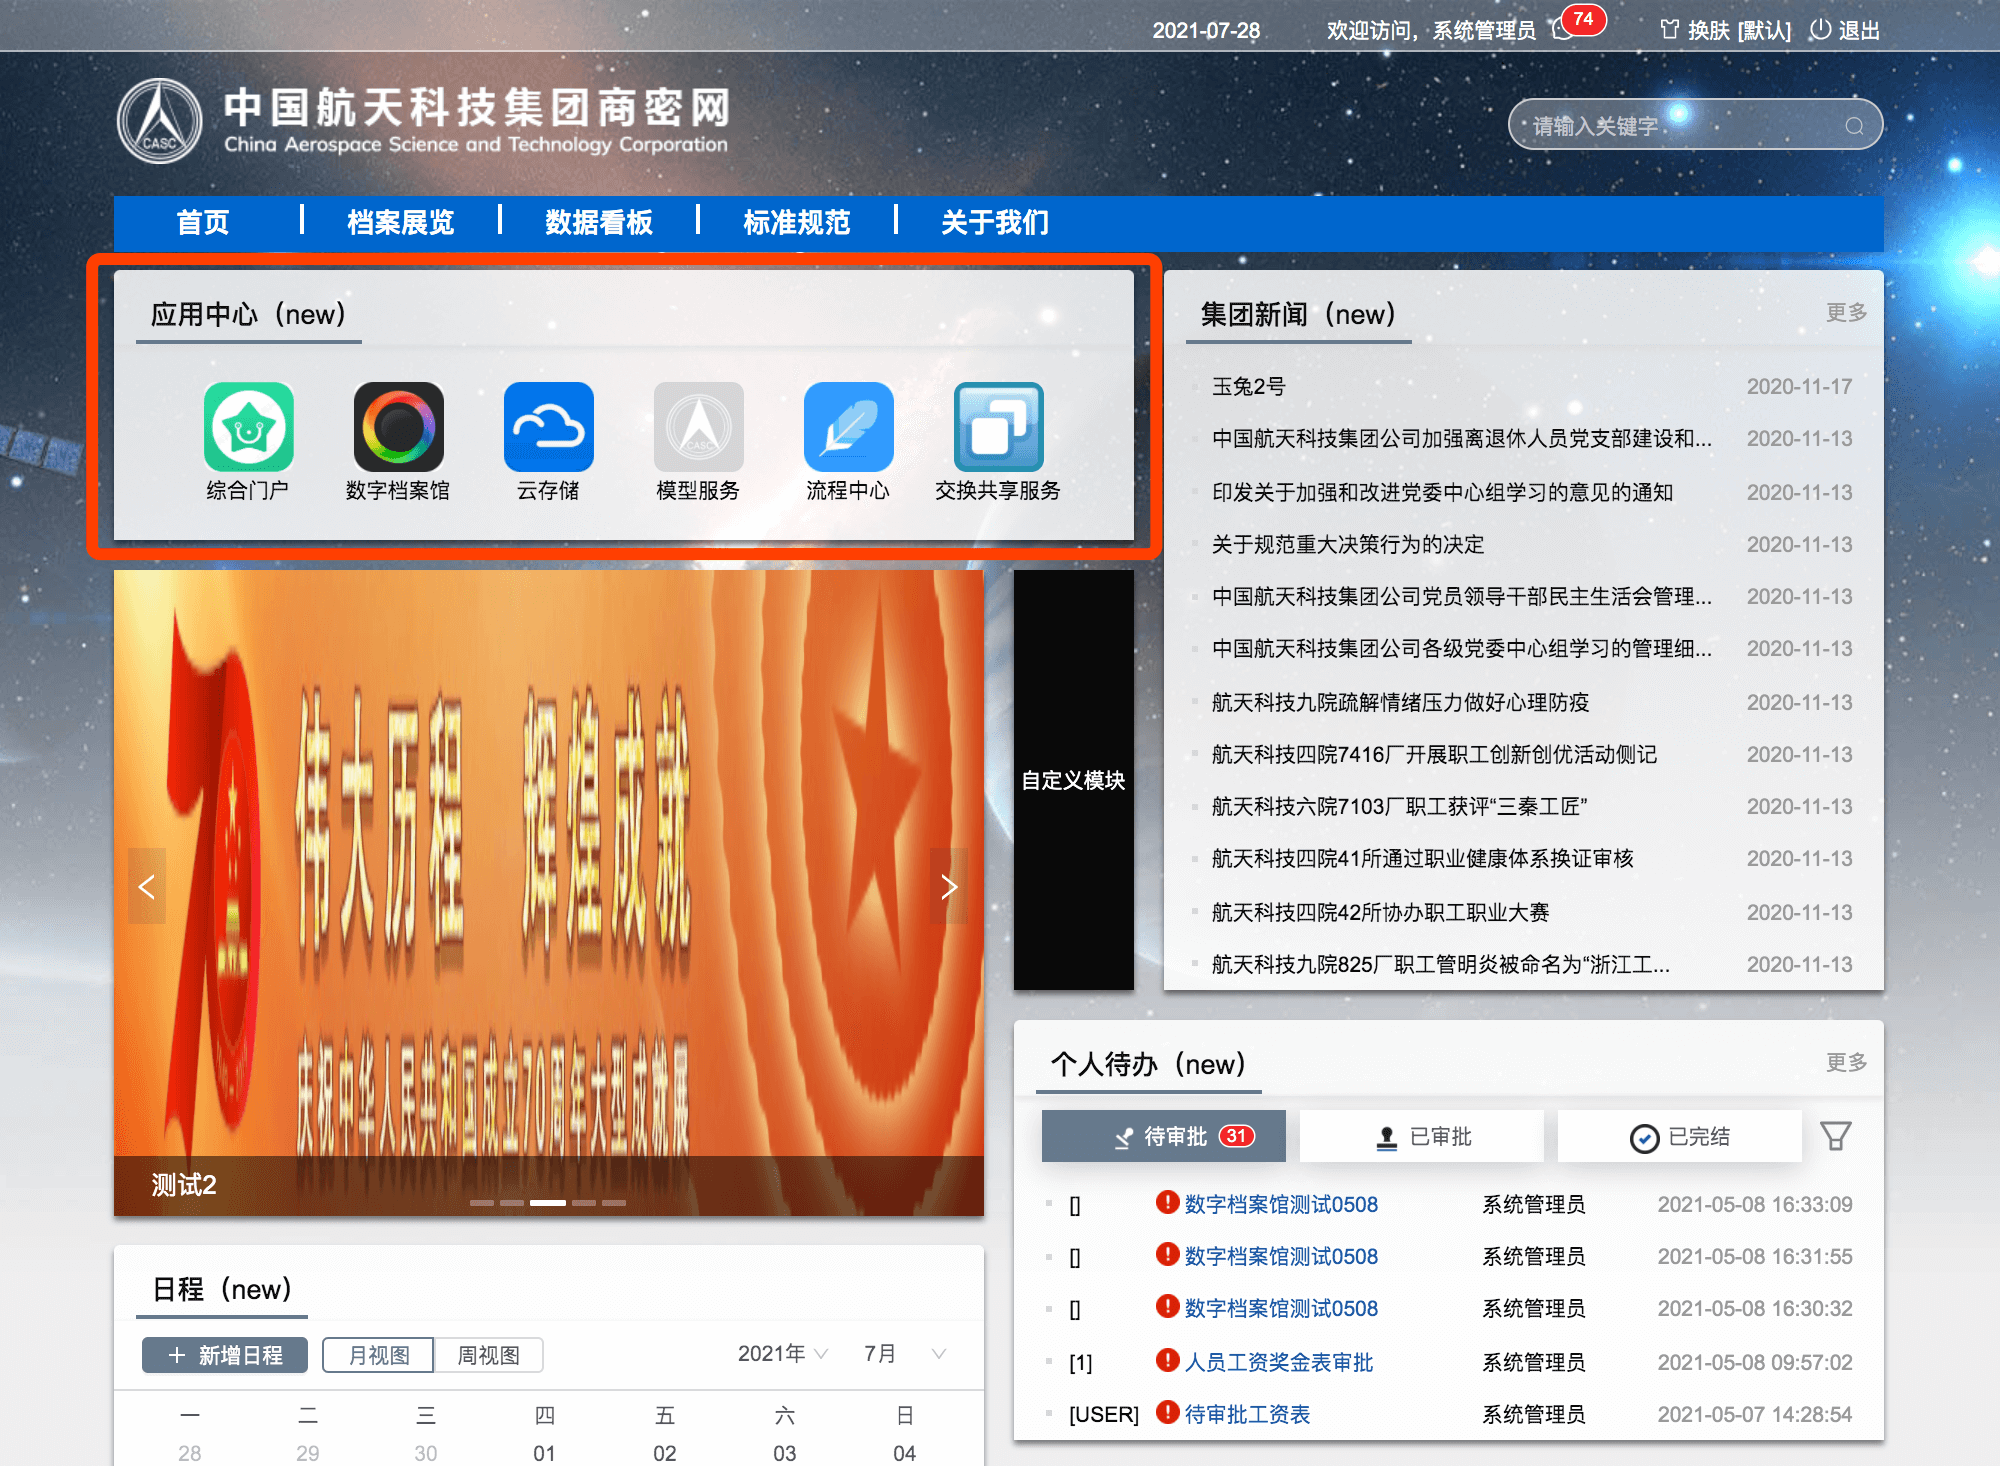 2021-07-28
欢迎访问，系统管理员
74
换肤 [默认]
退出
中国航天科技集团商密网
China Aerospace Science and Technology Corporation
CASC
请输入关键字
首页
档案展览
数据看板
标准规范
关于我们
应用中心（new）
综合门户
数字档案馆
云存储
CASC
模型服务
流程中心
交换共享服务
集团新闻（new）
更多
玉兔2号 2020-11-17
中国航天科技集团公司加强离退休人员党支部建设和... 2020-11-13
印发关于加强和改进党委中心组学习的意见的通知 2020-11-13
关于规范重大决策行为的决定 2020-11-13
中国航天科技集团公司党员领导干部民主生活会管理... 2020-11-13
中国航天科技集团公司各级党委中心组学习的管理细... 2020-11-13
航天科技九院疏解情绪压力做好心理防疫 2020-11-13
航天科技四院7416厂开展职工创新创优活动侧记 2020-11-13
航天科技六院7103厂职工获评“三秦工匠” 2020-11-13
航天科技四院41所通过职业健康体系换证审核 2020-11-13
航天科技四院42所协办职工职业大赛 2020-11-13
航天科技九院825厂职工管明炎被命名为“浙江工... 2020-11-13
70
伟大历程 辉煌成就
庆祝中华人民共和国成立70周年大型成就展
测试2
自定义模块
个人待办（new）
更多
待审批 31
已审批
已完结
[] 数字档案馆测试0508 系统管理员 2021-05-08 16:33:09
[] 数字档案馆测试0508 系统管理员 2021-05-08 16:31:55
[] 数字档案馆测试0508 系统管理员 2021-05-08 16:30:32
[1] 人员工资奖金表审批 系统管理员 2021-05-08 09:57:02
[USER] 待审批工资表 系统管理员 2021-05-07 14:28:54
日程（new）
+ 新增日程
月视图
周视图
2021年
7月
一 二 三 四 五 六 日
28 29 30 01 02 03 04